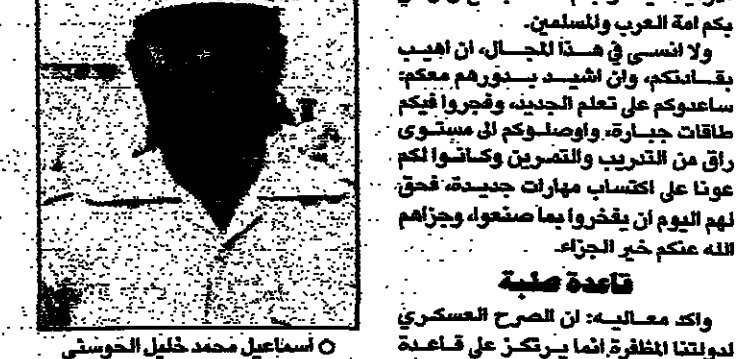 بكم امة العرب والمسلمين.
ولا انسى في هذا المجال، ان اهيب
بقادتكم، وان اشيد بدورهم معكم:
ساعدوكم على تعلم الجديد، وفجروا فيكم
طاقات جبارة، واوصلوكم الى مستوى
راق من التدريب والتمرين وكانوا لكم
عونا على اكتساب مهارات جديدة، فحق
لهم اليوم ان يفخروا بما صنعوا، وجزاهم
الله عنكم خير الجزاء.
قاعدة صلبة
واكد معاليه: ان الصرح العسكري
لدولتنا المظفرة انما يرتكز على قاعدة
○ اسماعيل محمد خليل الحوسني